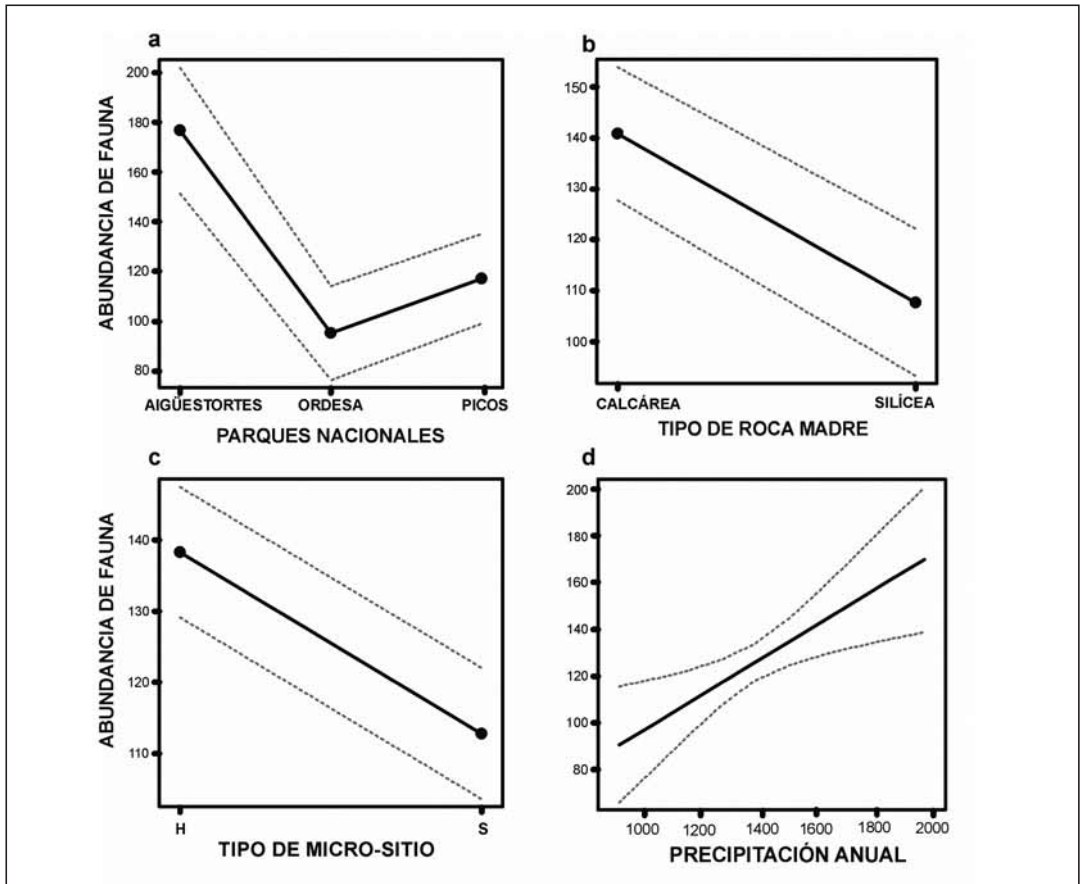 a
ABUNDANCIA DE FAUNA
200
180
160
140
120
100
80
AIGÜESTORTES ORDESA PICOS
PARQUES NACIONALES
b
150
140
130
120
110
100
CALCÁREA SILÍCEA
TIPO DE ROCA MADRE
c
ABUNDANCIA DE FAUNA
140
130
120
110
H S
TIPO DE MICRO-SITIO
d
200
180
160
140
120
100
80
1000 1200 1400 1600 1800 2000
PRECIPITACIÓN ANUAL